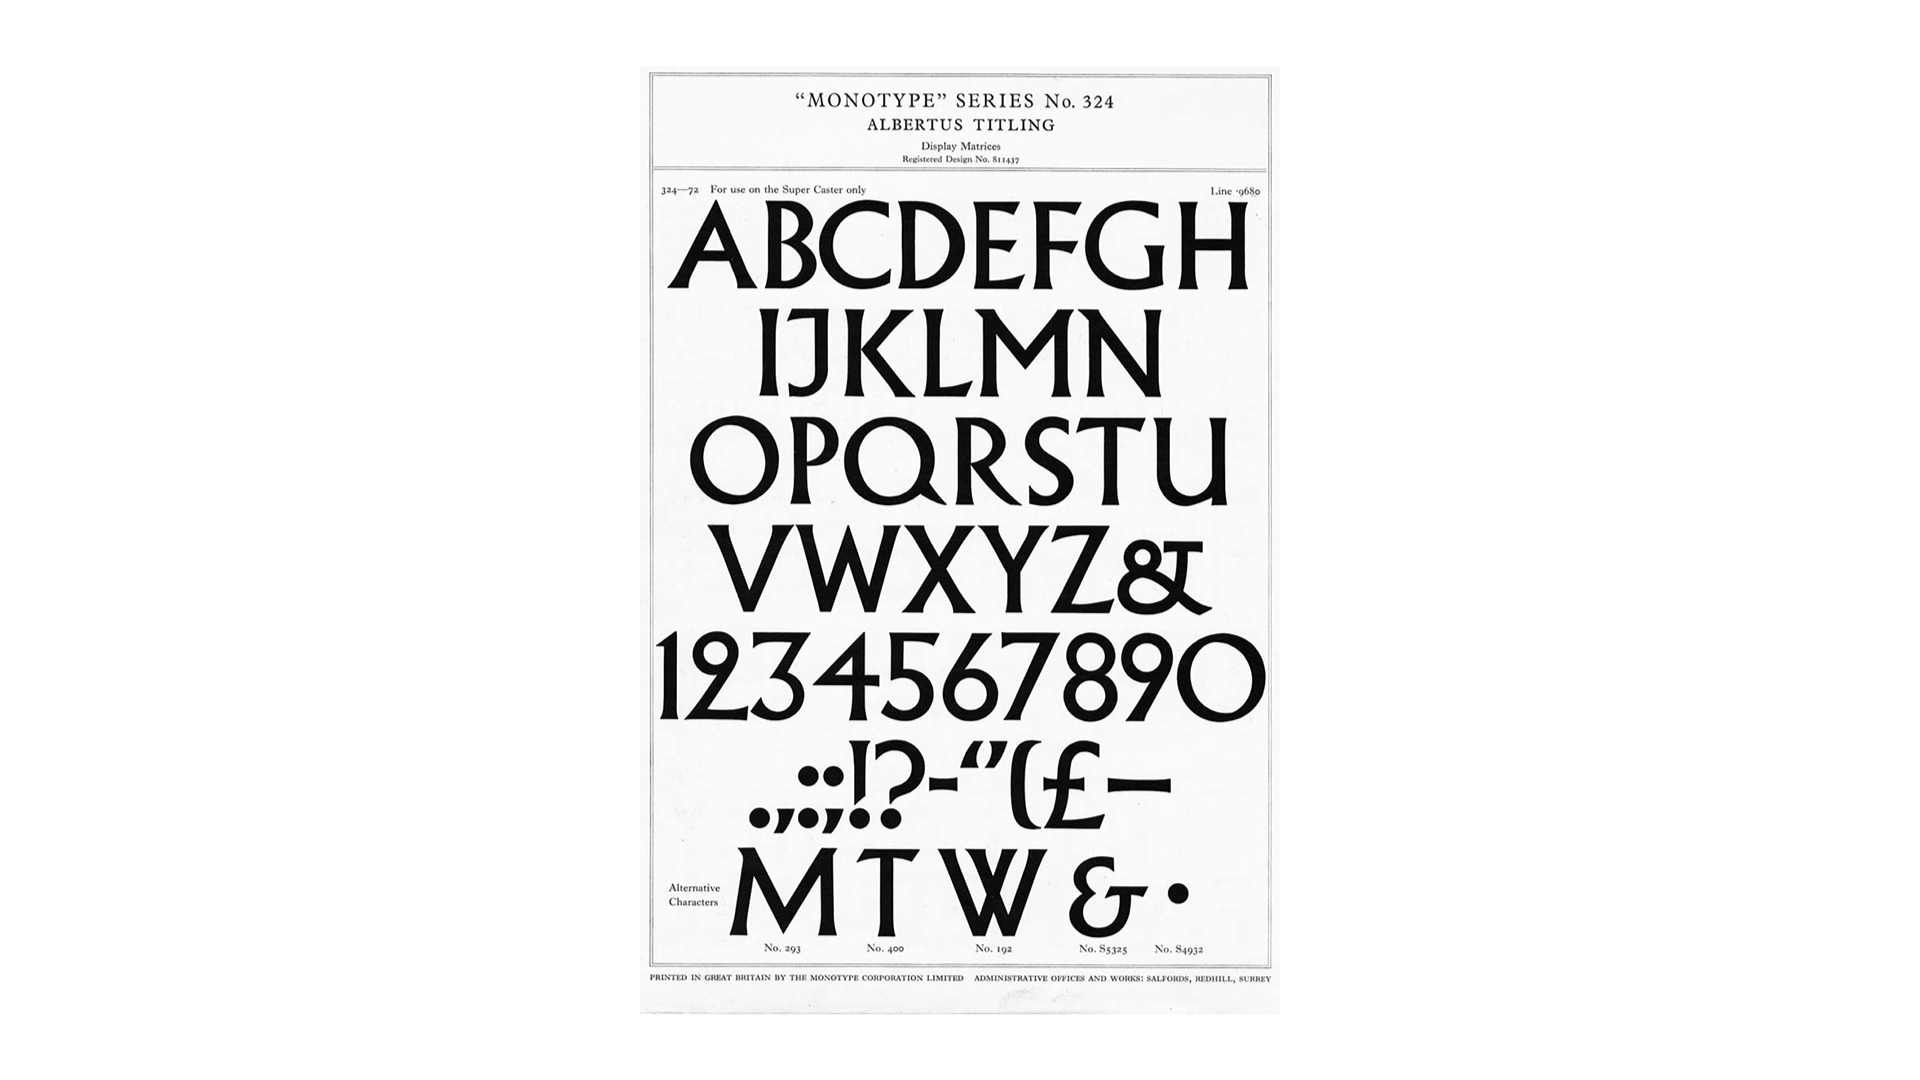 “MONOTYPE” SERIES No. 324
ALBERTUS TITLING
Display Matrices
Registered Design No. 811437
324—72 For use on the Super Caster only
Line ·9680
ABCDEFGH
IJKLMN
OPQRSTU
VWXYZ&
1234567890
.,:;!?-‘’(£—
Alternative
Characters
M T W & ·
No. 293 No. 400 No. 192 No. S5325 No. S4932
PRINTED IN GREAT BRITAIN BY THE MONOTYPE CORPORATION LIMITED ADMINISTRATIVE OFFICES AND WORKS: SALFORDS, REDHILL, SURREY